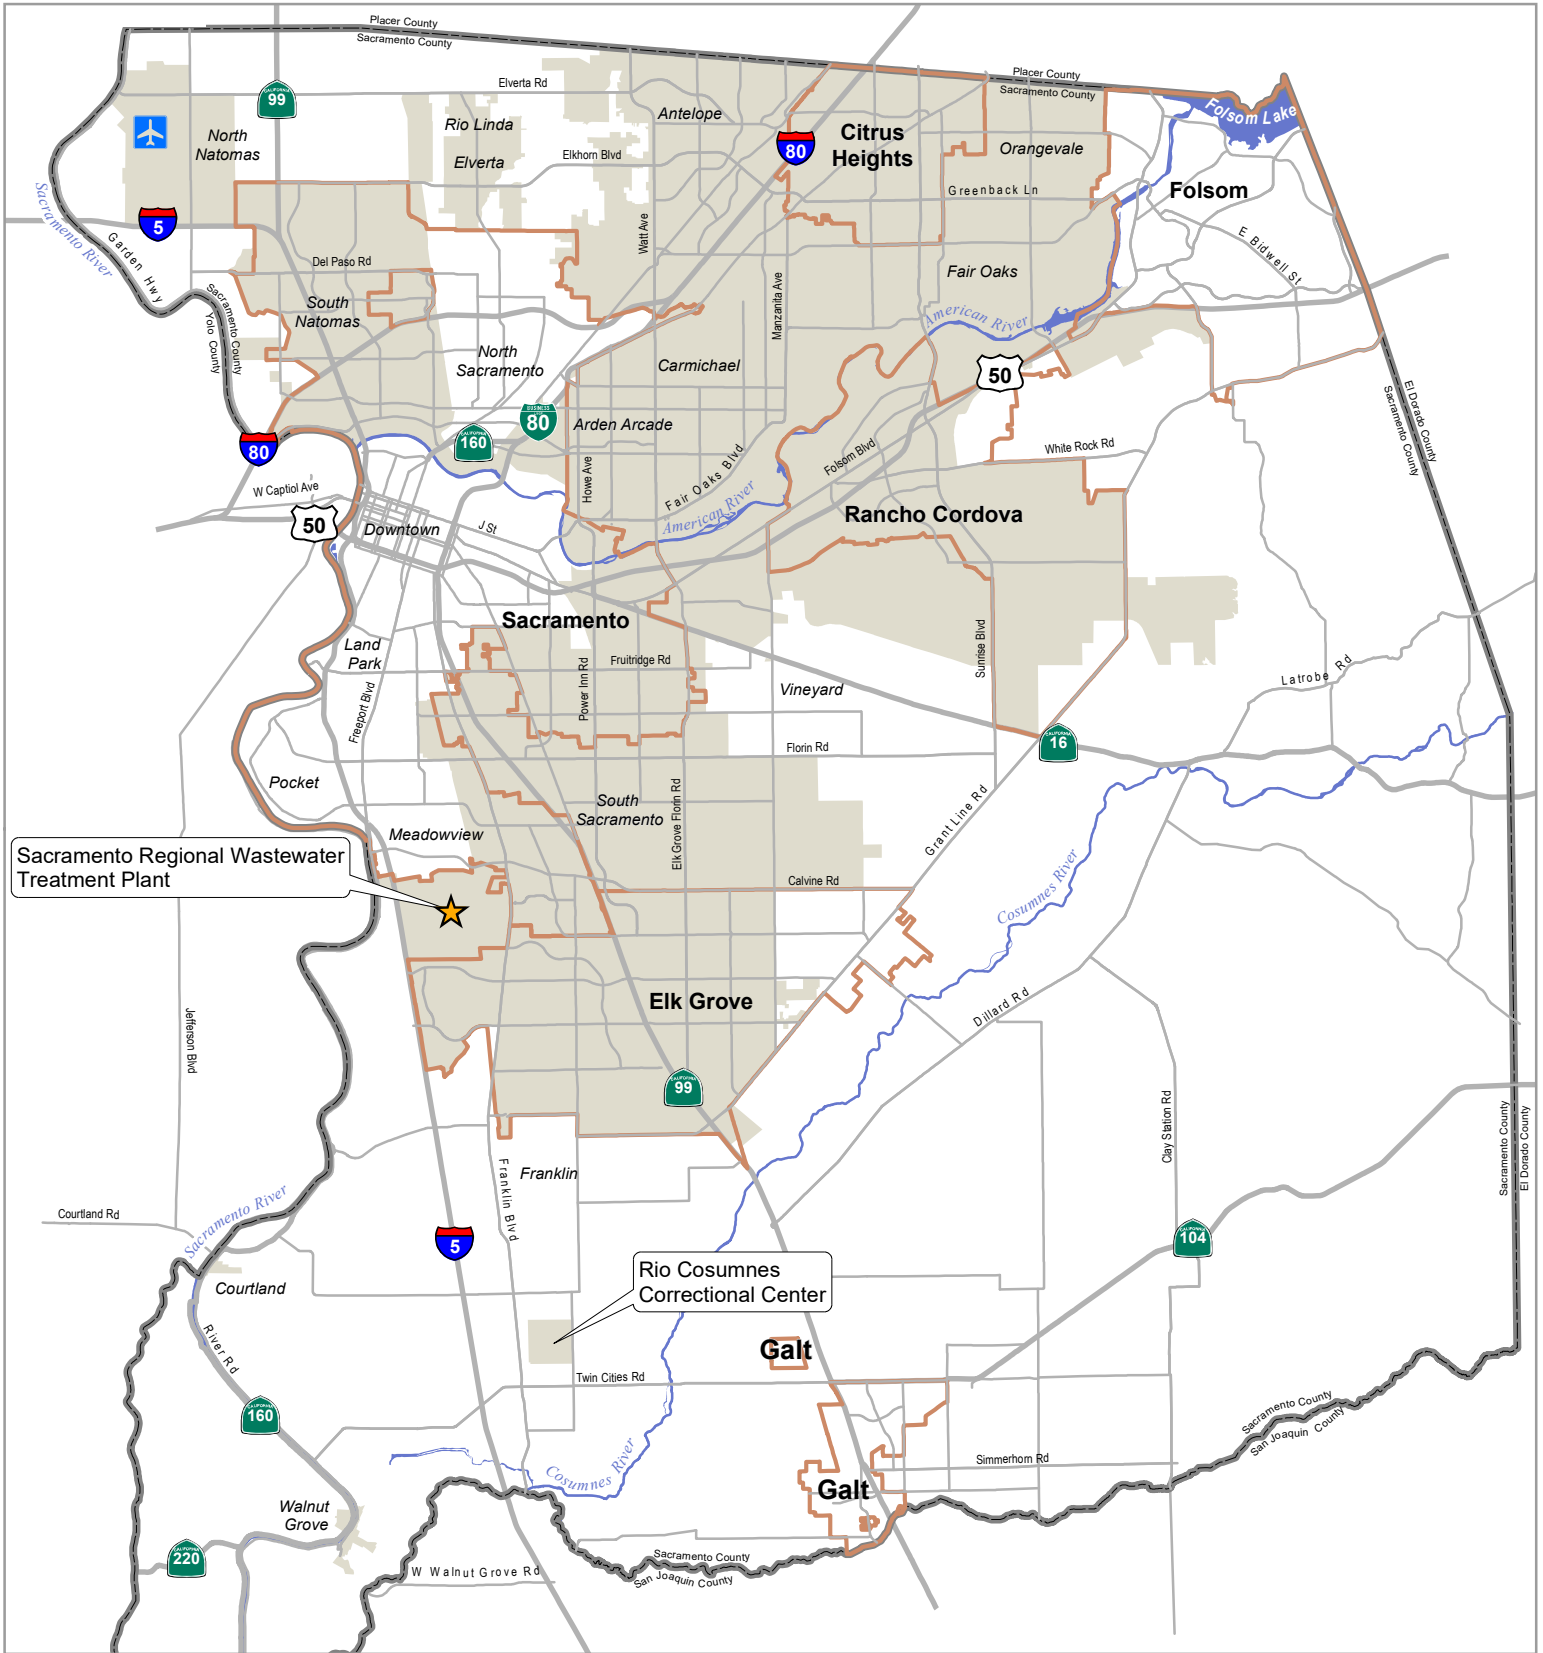 Placer County
Sacramento County
Placer County
Sacramento County
Elverta Rd
CALIFORNIA
99
North
Natomas
Rio Linda
Elverta
Antelope
Elkhorn Blvd
80
Citrus
Heights
Orangevale
Greenback Ln
Folsom Lake
Folsom
E Bidwell St
Sacramento River
5
Garden Hwy
Sacramento County
Yolo County
Del Paso Rd
South
Natomas
Watt Ave
Manzanita Ave
Fair Oaks
American River
North
Sacramento
Carmichael
50
El Dorado County
Sacramento County
BUSINESS
80
CALIFORNIA
160
Arden Arcade
80
Howe Ave
Fair Oaks Blvd
Folsom Blvd
White Rock Rd
W Captiol Ave
50
Downtown
J St
American River
Rancho Cordova
Sacramento
Land
Park
Fruitridge Rd
Power Inn Rd
Freeport Blvd
Vineyard
Sunrise Blvd
Latrobe Rd
CALIFORNIA
16
Florin Rd
Pocket
South
Sacramento
Elk Grove Florin Rd
Grant Line Rd
Meadowview
Sacramento Regional Wastewater
Treatment Plant
Calvine Rd
Cosumnes River
Elk Grove
Dillard Rd
Jefferson Blvd
CALIFORNIA
99
Clay Station Rd
Sacramento County
El Dorado County
Franklin
Franklin Blvd
Courtland Rd
Sacramento River
5
CALIFORNIA
104
Rio Cosumnes
Correctional Center
Courtland
River Rd
Galt
Twin Cities Rd
CALIFORNIA
160
Sacramento County
San Joaquin County
Cosumnes River
Simmerhorn Rd
Galt
Walnut
Grove
CALIFORNIA
220
W Walnut Grove Rd
Sacramento County
San Joaquin County